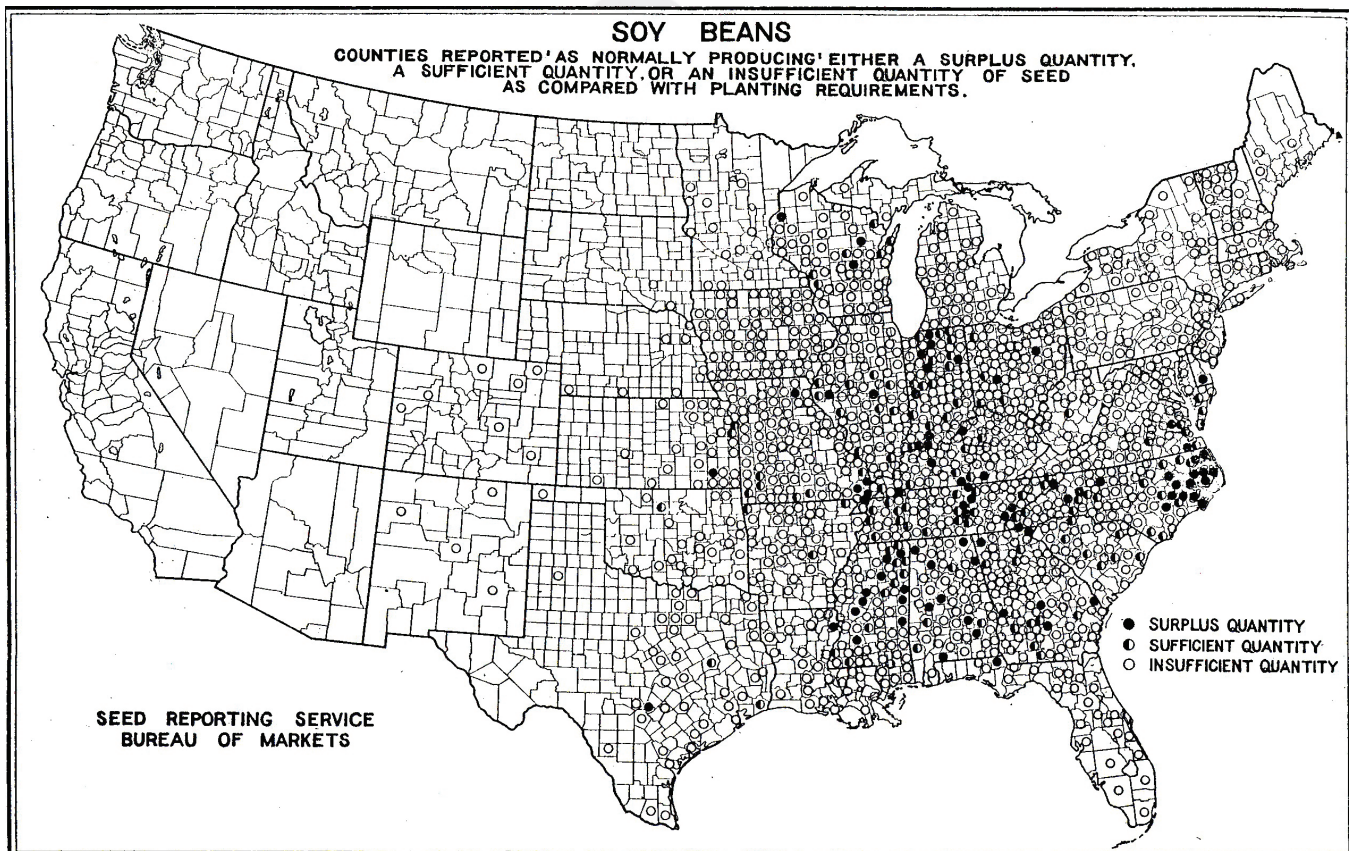 SOY BEANS
COUNTIES REPORTED' AS NORMALLY PRODUCING' EITHER A SURPLUS QUANTITY,
A SUFFICIENT QUANTITY, OR AN INSUFFICIENT QUANTITY OF SEED
AS COMPARED WITH PLANTING REQUIREMENTS.
SURPLUS QUANTITY
SUFFICIENT QUANTITY
INSUFFICIENT QUANTITY
SEED REPORTING SERVICE
BUREAU OF MARKETS